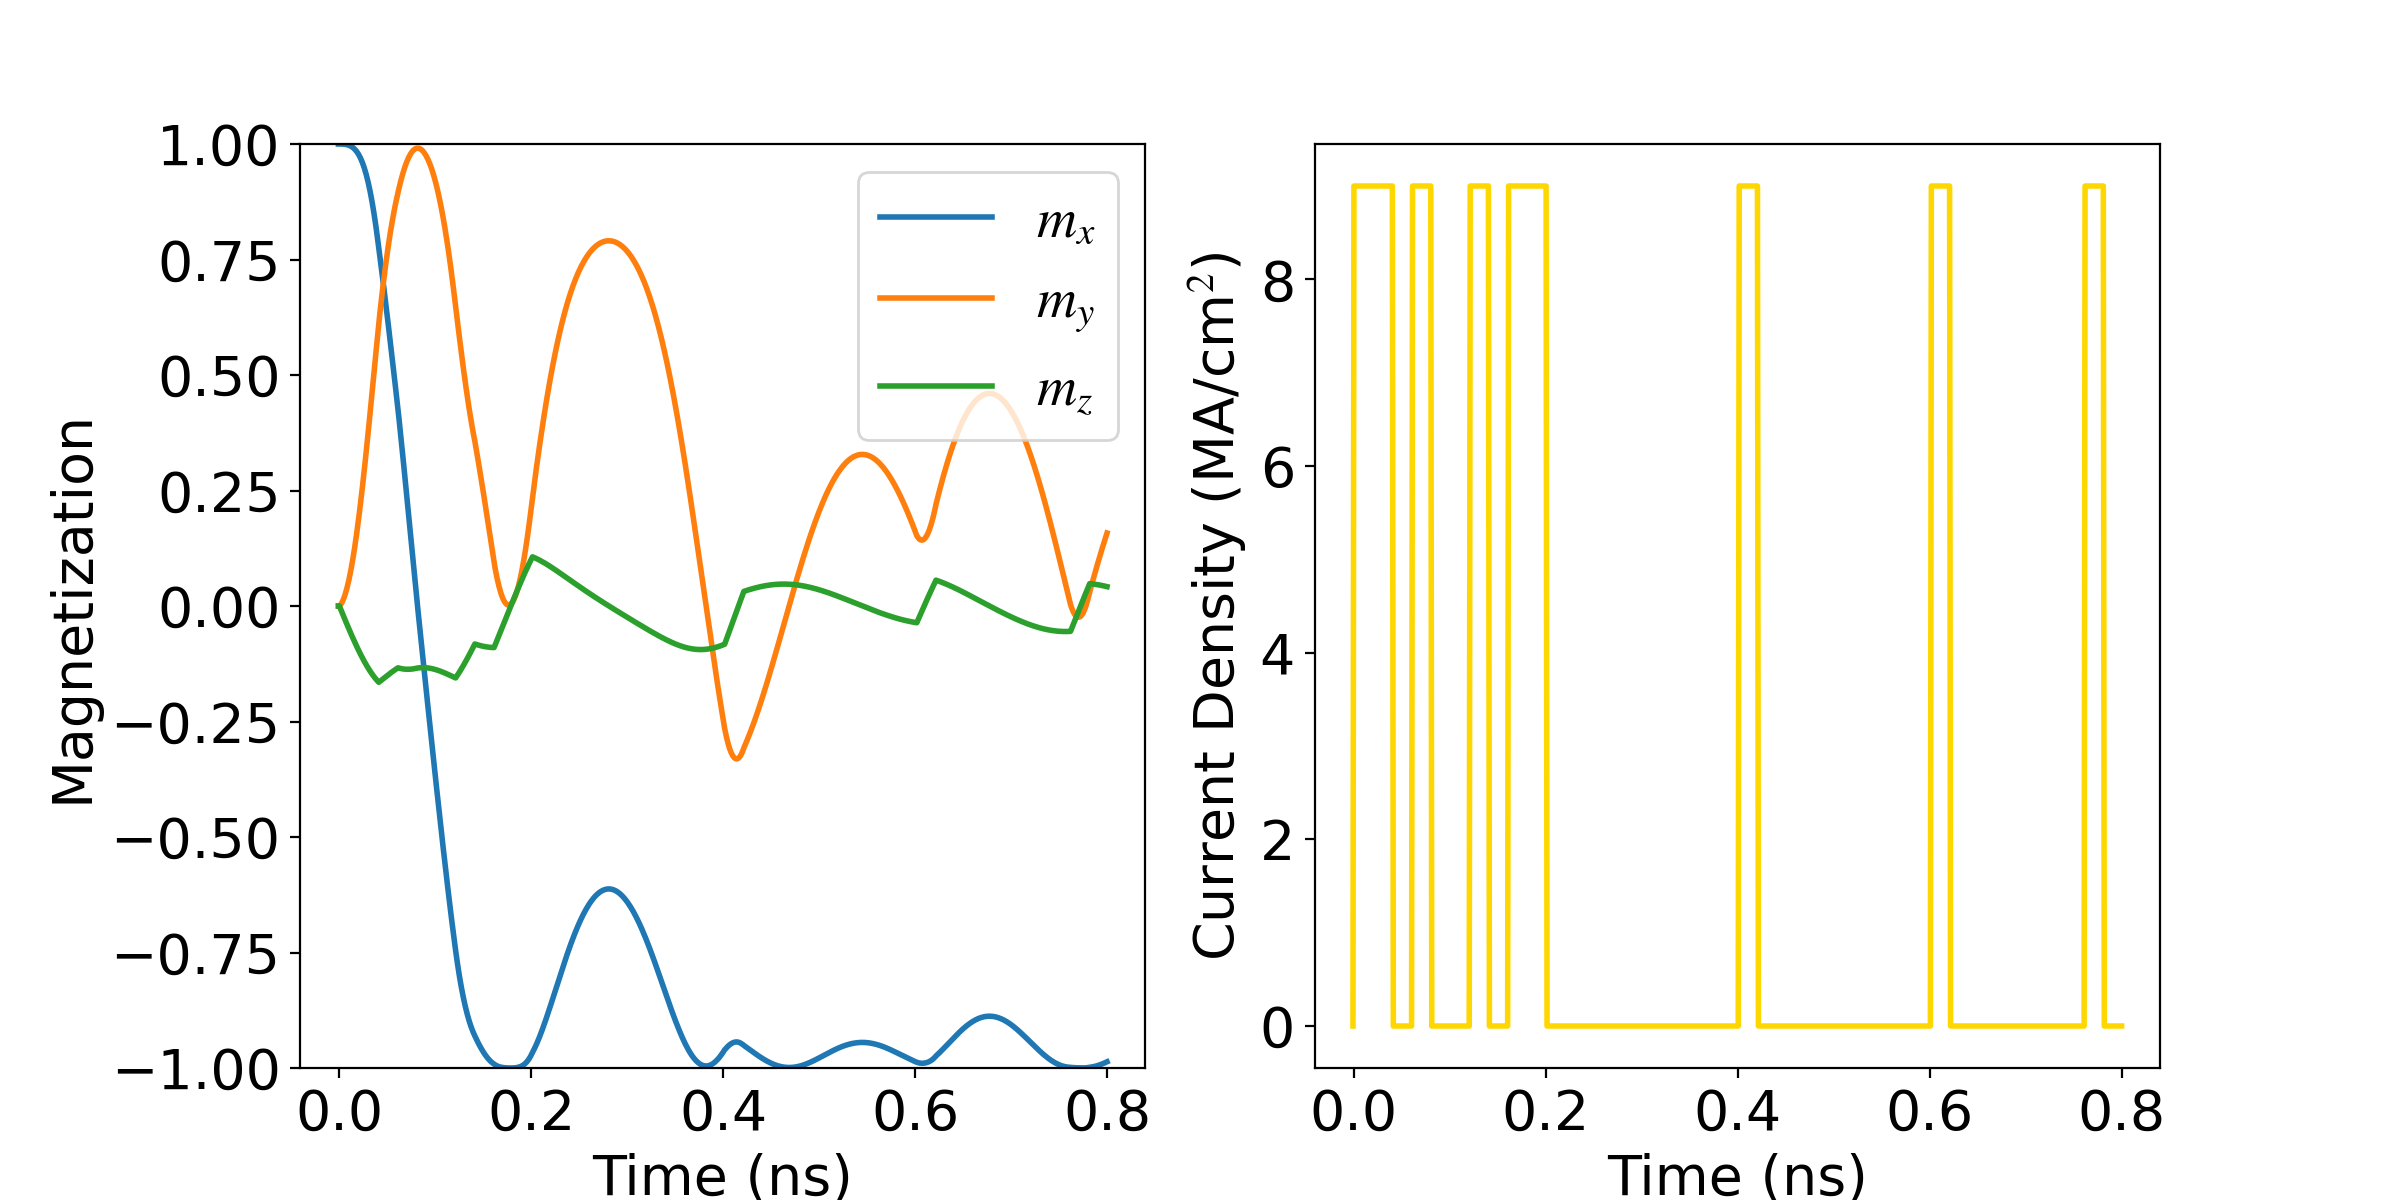 1.00
0.75
0.50
0.25
0.00
−0.25
−0.50
−0.75
−1.00
Magnetization
0.0 0.2 0.4 0.6 0.8
Time (ns)
m_x
m_y
m_z
8
6
4
2
0
Current Density (MA/cm²)
0.0 0.2 0.4 0.6 0.8
Time (ns)